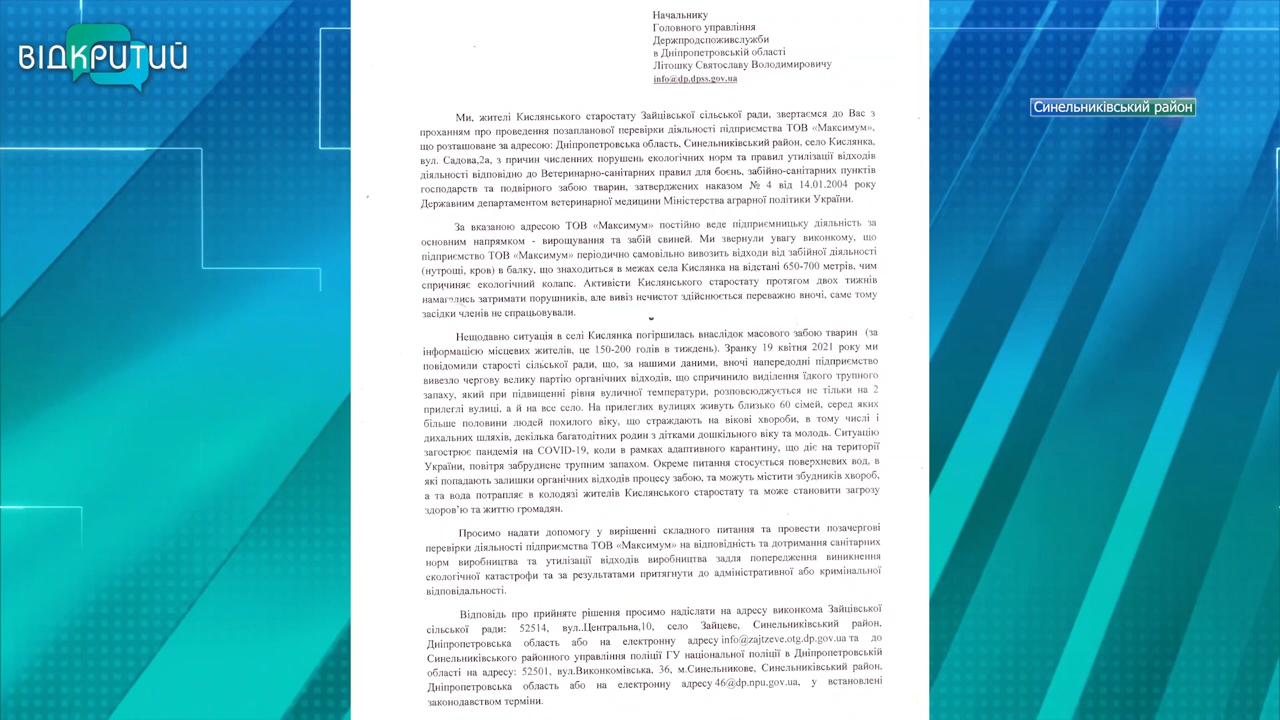 ВІДКРИТИЙ
Синельниківський район
Начальнику
Головного управління
Держпродспоживслужби
в Дніпропетровській області
Літошку Святославу Володимировичу
info@dp.dpss.gov.ua
Ми, жителі Кислянського старостату Зайцівської сільської ради, звертаємся до Вас з
проханням про проведення позапланової перевірки діяльності підприємства ТОВ «Максимум»,
що розташоване за адресою: Дніпропетровська область, Синельниківський район, село Кислянка,
вул. Садова,2а, з причин численних порушень екологічних норм та правил утилізації відходів
діяльності відповідно до Ветеринарно-санітарних правил для боєнь, забійно-санітарних пунктів
господарств та подвірного забою тварин, затверджених наказом № 4 від 14.01.2004 року
Державним департаментом ветеринарної медицини Міністерства аграрної політики України.
За вказаною адресою ТОВ «Максимум» постійно веде підприємницьку діяльність за
основним напрямком - вирощування та забій свиней. Ми звернули увагу виконкому, що
підприємство ТОВ «Максимум» періодично самовільно вивозить відходи від забійної діяльності
(нутрощі, кров) в балку, що знаходиться в межах села Кислянка на відстані 650-700 метрів, чим
спричиняє екологічний колапс. Активісти Кислянського старостату протягом двох тижнів
намагались затримати порушників, але вивіз нечистот здійснюється переважно вночі, саме тому
засідки членів не спрацьовували.
Нещодавно ситуація в селі Кислянка погіршилась внаслідок масового забою тварин (за
інформацією місцевих жителів, це 150-200 голів в тиждень). Зранку 19 квітня 2021 року ми
повідомили старості сільської ради, що, за нашими даними, вночі напередодні підприємство
вивезло чергову велику партію органічних відходів, що спричинило виділення їдкого трупного
запаху, який при підвищенні рівня вуличної температури, розповсюджується не тільки на 2
прилеглі вулиці, а й на все село. На прилеглих вулицях живуть близько 60 сімей, серед яких
більше половини людей похилого віку, що страждають на вікові хвороби, в тому числі і
дихальних шляхів, декілька багатодітних родин з дітками дошкільного віку та молодь. Ситуацію
загострює пандемія на COVID-19, коли в рамках адаптивного карантину, що діє на території
України, повітря забруднене трупним запахом. Окреме питання стосується поверхневих вод, в
які попадають залишки органічних відходів процесу забою, та можуть містити збудників хвороб,
а та вода потрапляє в колодязі жителів Кислянського старостату та може становити загрозу
здоров’ю та життю громадян.
Просимо надати допомогу у вирішенні складного питання та провести позачергові
перевірки діяльності підприємства ТОВ «Максимум» на відповідність та дотримання санітарних
норм виробництва та утилізації відходів виробництва задля попередження виникнення
екологічної катастрофи та за результатами притягнути до адміністративної або кримінальної
відповідальності.
Відповідь про прийняте рішення просимо надіслати на адресу виконкома Зайцівської
сільської ради: 52514, вул..Центральна,10, село Зайцеве, Синельниківський район,
Дніпропетровська область або на електронну адресу info@zajtzeve.otg.dp.gov.ua та до
Синельниківського районного управління поліції ГУ національної поліції в Дніпропетровській
області на адресу: 52501, вул.Виконкомівська, 36, м.Синельникове, Синельниківський район,
Дніпропетровська область або на електронну адресу 46@dp.npu.gov.ua, у встановлені
законодавством терміни.